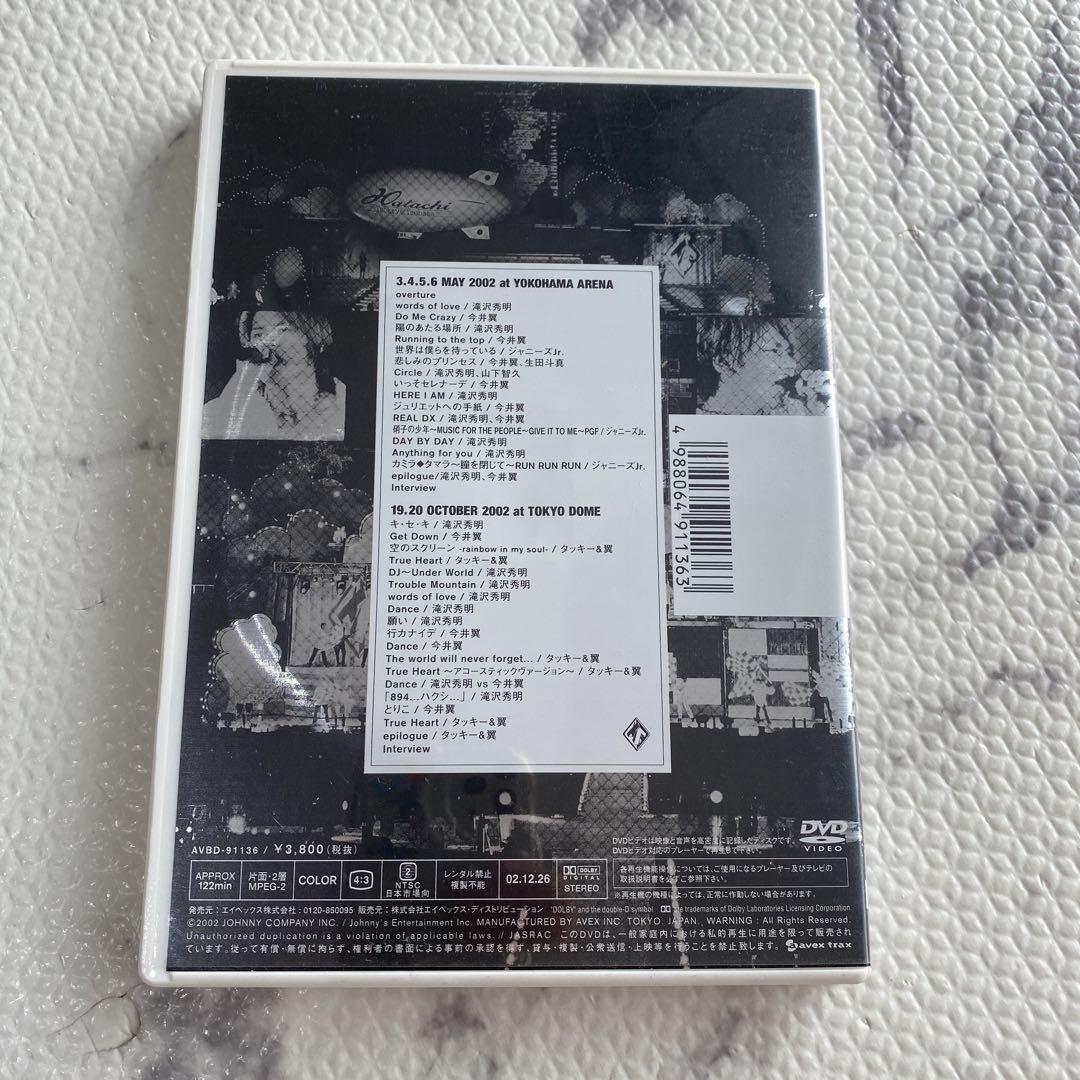 Hatachi
3.4.5.6 MAY 2002 at YOKOHAMA ARENA
overture
words of love / 滝沢秀明
Do Me Crazy / 今井翼
陽のあたる場所 / 滝沢秀明
Running to the top / 今井翼
世界は僕らを待っている / ジャニーズJr.
悲しみのプリンセス / 今井翼、生田斗真
Circle / 滝沢秀明、山下智久
いっそセレナーデ / 今井翼
HERE I AM / 滝沢秀明
ジュリエットへの手紙 / 今井翼
REAL DX / 滝沢秀明、今井翼
硝子の少年〜MUSIC FOR THE PEOPLE〜GIVE IT TO ME〜PGF / ジャニーズJr.
DAY BY DAY / 滝沢秀明
Anything for you / 滝沢秀明
カミラ◆タマラ〜瞳を閉じて〜RUN RUN RUN / ジャニーズJr.
epilogue/滝沢秀明、今井翼
Interview
19.20 OCTOBER 2002 at TOKYO DOME
キ・セ・キ / 滝沢秀明
Get Down / 今井翼
空のスクリーン -rainbow in my soul- / タッキー&翼
True Heart / タッキー&翼
DJ〜Under World / 滝沢秀明
Trouble Mountain / 滝沢秀明
words of love / 滝沢秀明
Dance / 滝沢秀明
願い / 滝沢秀明
行カナイデ / 今井翼
Dance / 今井翼
The world will never forget... / タッキー&翼
True Heart 〜アコースティックヴァージョン〜 / タッキー&翼
Dance / 滝沢秀明 vs 今井翼
「894...ハクシ...」 / 滝沢秀明
とりこ / 今井翼
True Heart / タッキー&翼
epilogue / タッキー&翼
Interview
4 988064 911363
AVBD-91136 / ¥3,800(税抜)
DVDビデオは映像と音声を高密度に記録したディスクです。
DVDビデオ対応のプレーヤーで再生して下さい。
DVD
VIDEO
APPROX
122min
片面・2層
MPEG-2
COLOR
4:3
2
NTSC
日本市場向
レンタル禁止
複製不能
02.12.26
DOLBY
DIGITAL
STEREO
各再生機能操作については、ご使用になるプレーヤー及びテレビの
取扱説明書を必ずご参照下さい。
※再生機の機種によっては、正常に作動しない場合があります。
発売元：エイベックス株式会社：0120-850095 販売元：株式会社エイベックス・ディストリビューション "DOLBY" and the double-D symbol are trademarks of Dolby Laboratories Licensing Corporation.
©2002 JOHNNY COMPANY INC. / Johnny's Entertainment Inc. MANUFACTURED BY AVEX INC. TOKYO, JAPAN. WARNING : All Rights Reserved.
Unauthorized duplication is a violation of applicable laws. // JASRAC このDVDは、一般家庭内における私的再生に用途を限って販売され
ています。従って有償・無償に拘らず、権利者の書面による事前の承認を得ず、貸与・複製・公衆送信・上映等を行うことを禁止致します。
avex trax